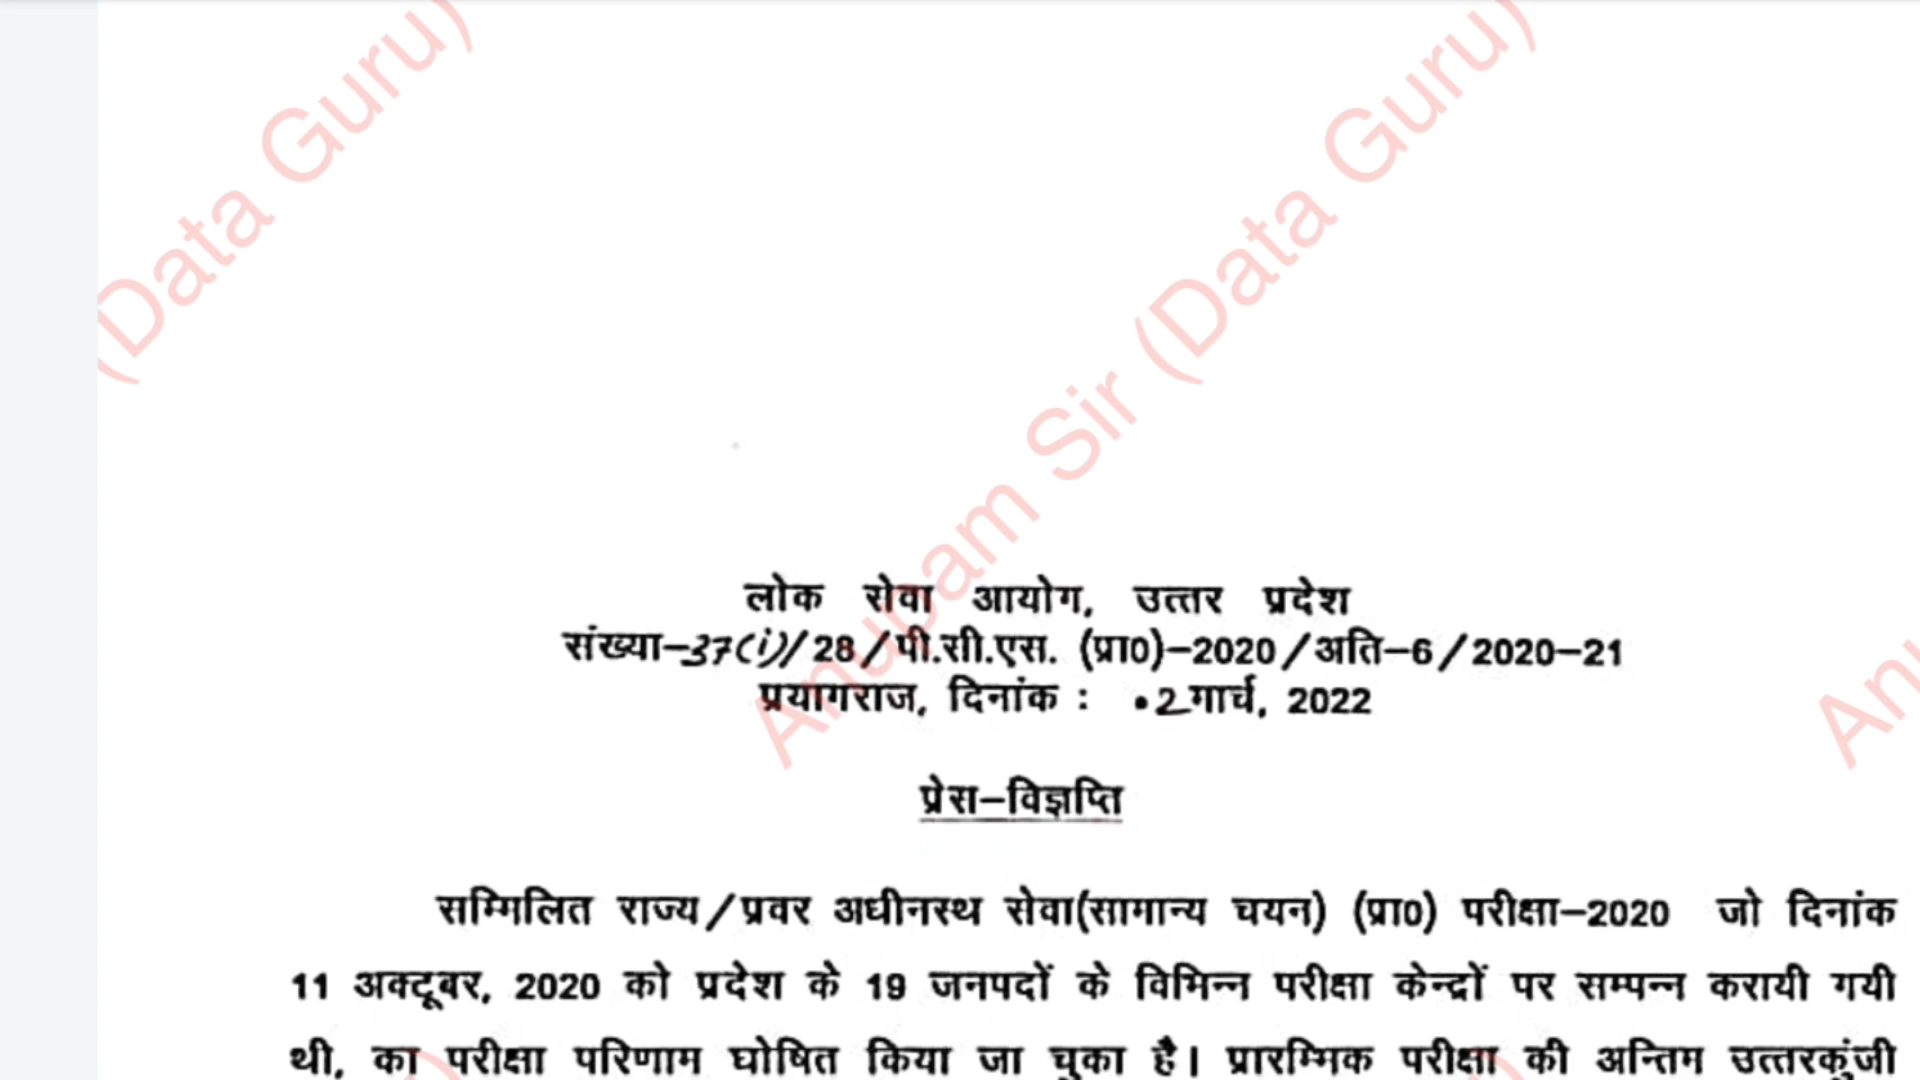 (Data Guru)
Anupam Sir (Data Guru)
लोक सेवा आयोग, उत्तर प्रदेश
संख्या–37(i)/28/पी.सी.एस. (प्रा0)–2020/अति–6/2020–21
प्रयागराज, दिनांक : •2मार्च, 2022
प्रेस–विज्ञप्ति
सम्मिलित राज्य/प्रवर अधीनस्थ सेवा(सामान्य चयन) (प्रा0) परीक्षा–2020 जो दिनांक
11 अक्टूबर, 2020 को प्रदेश के 19 जनपदों के विभिन्न परीक्षा केन्द्रों पर सम्पन्न करायी गयी
थी, का परीक्षा परिणाम घोषित किया जा चुका है। प्रारम्भिक परीक्षा की अन्तिम उत्तरकुंजी